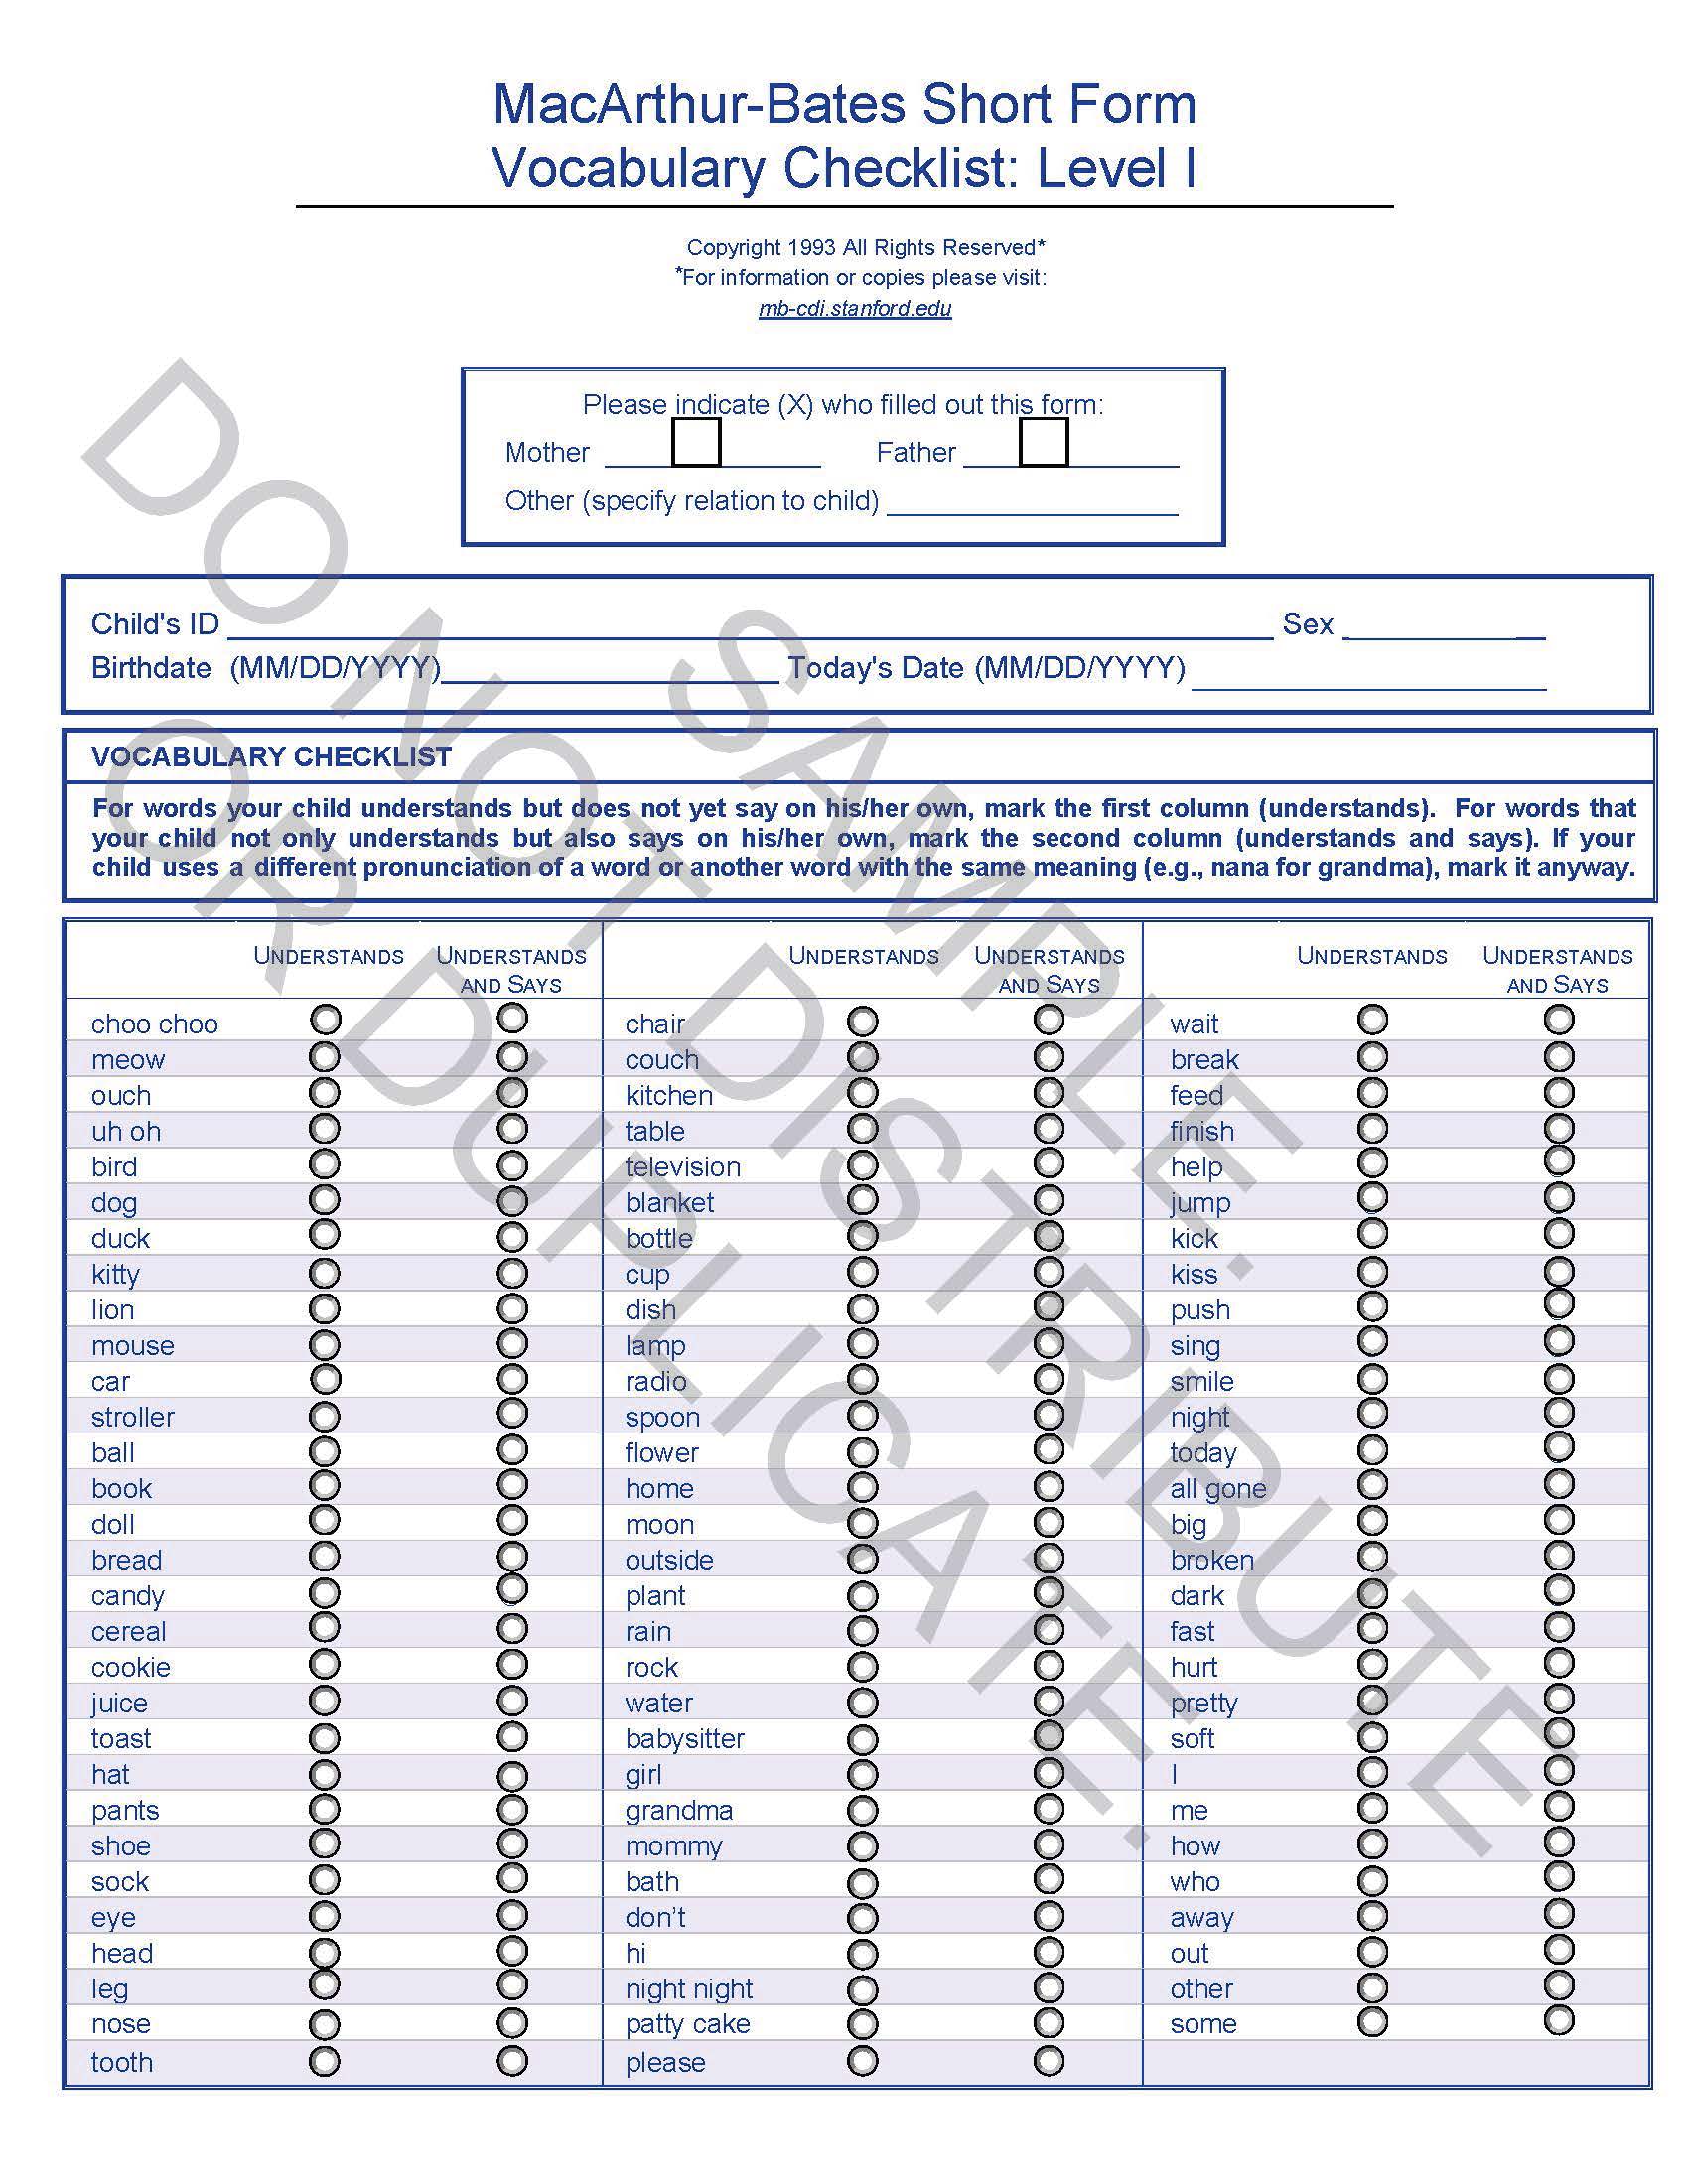 MacArthur-Bates Short Form
Vocabulary Checklist: Level I
Copyright 1993 All Rights Reserved*
*For information or copies please visit:
mb-cdi.stanford.edu
Please indicate (X) who filled out this form:
Mother Father
Other (specify relation to child)
Child's ID Sex
Birthdate (MM/DD/YYYY) Today's Date (MM/DD/YYYY)
VOCABULARY CHECKLIST
For words your child understands but does not yet say on his/her own, mark the first column (understands). For words that
your child not only understands but also says on his/her own, mark the second column (understands and says). If your
child uses a different pronunciation of a word or another word with the same meaning (e.g., nana for grandma), mark it anyway.
UNDERSTANDS UNDERSTANDS AND SAYS UNDERSTANDS UNDERSTANDS AND SAYS UNDERSTANDS UNDERSTANDS AND SAYS
choo choo chair wait
meow couch break
ouch kitchen feed
uh oh table finish
bird television help
dog blanket jump
duck bottle kick
kitty cup kiss
lion dish push
mouse lamp sing
car radio smile
stroller spoon night
ball flower today
book home all gone
doll moon big
bread outside broken
candy plant dark
cereal rain fast
cookie rock hurt
juice water pretty
toast babysitter soft
hat girl I
pants grandma me
shoe mommy how
sock bath who
eye don't away
head hi out
leg night night other
nose patty cake some
tooth please
SAMPLE.
DO NOT DISTRIBUTE
OR DUPLICATE.